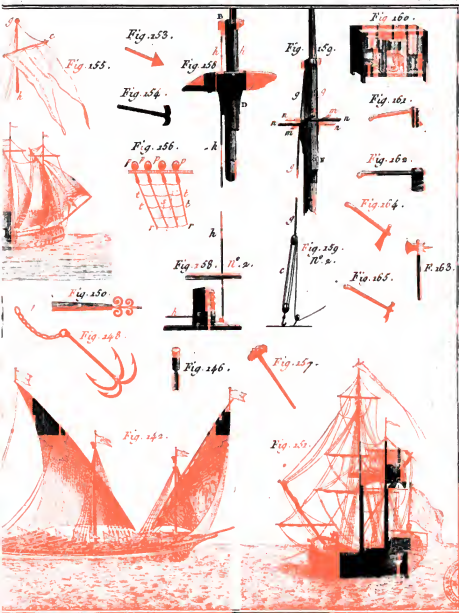 Fig. 160.
B
g
c
Fig. 153.
h
h
Fig. 155.
Fig. 158
Fig. 159.
Fig. 154.
g
g
D
Fig. 161.
h
m
n
n
n
n
m
m
Fig. 156.
h
P
P
P
P
Fig. 162.
t
t
t
t
r
r
g
Fig. 164.
h
g
Fig. 159.
n.º 2.
Fig. 158.
n.º 2.
c
F. 163.
Fig. 165.
Fig. 150.
h
Fig. 148.
Fig. 146.
Fig. 157.
Fig. 142.
Fig. 151.